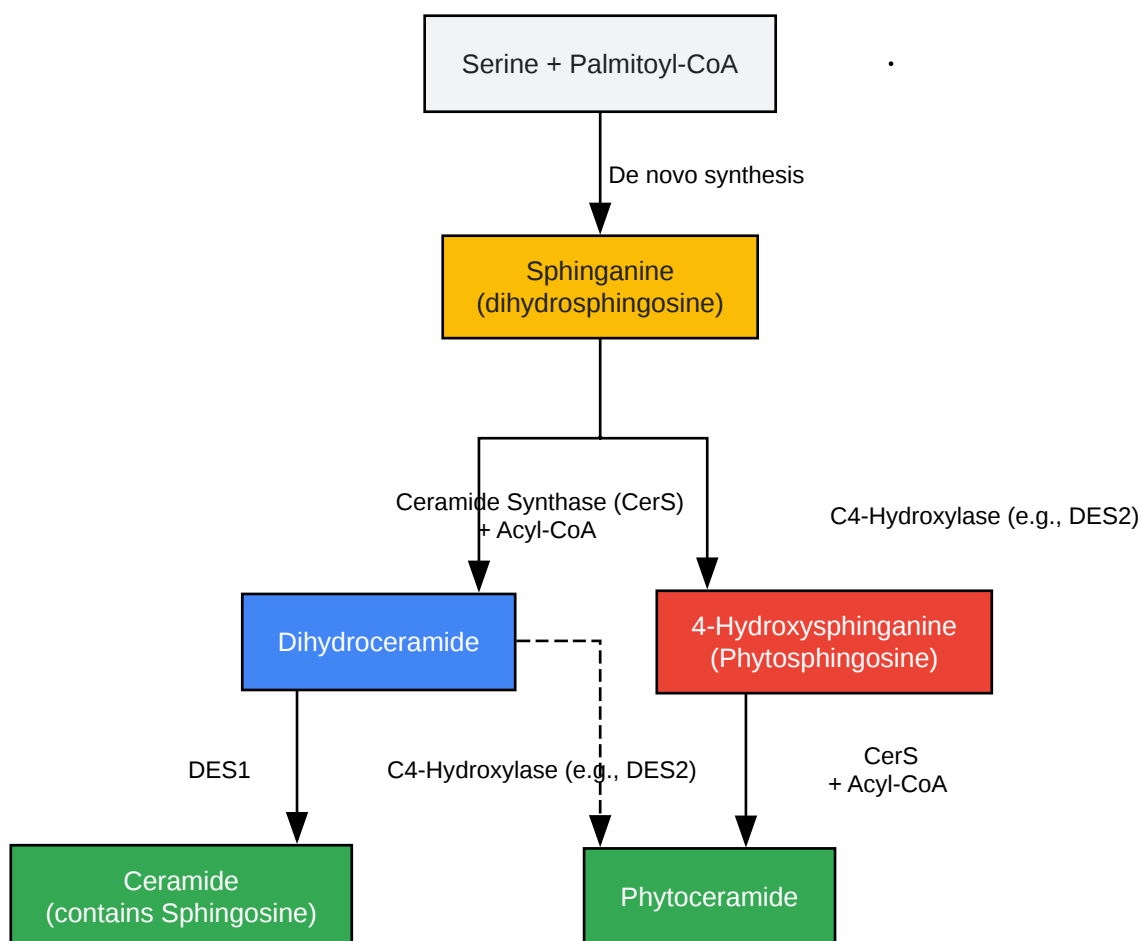 Serine + Palmitoyl-CoA
.
De novo synthesis
Sphinganine
(dihydrosphingosine)
Ceramide Synthase (CerS)
+ Acyl-CoA
C4-Hydroxylase (e.g., DES2)
Dihydroceramide
4-Hydroxysphinganine
(Phytosphingosine)
DES1
C4-Hydroxylase (e.g., DES2)
CerS
+ Acyl-CoA
Ceramide
(contains Sphingosine)
Phytoceramide